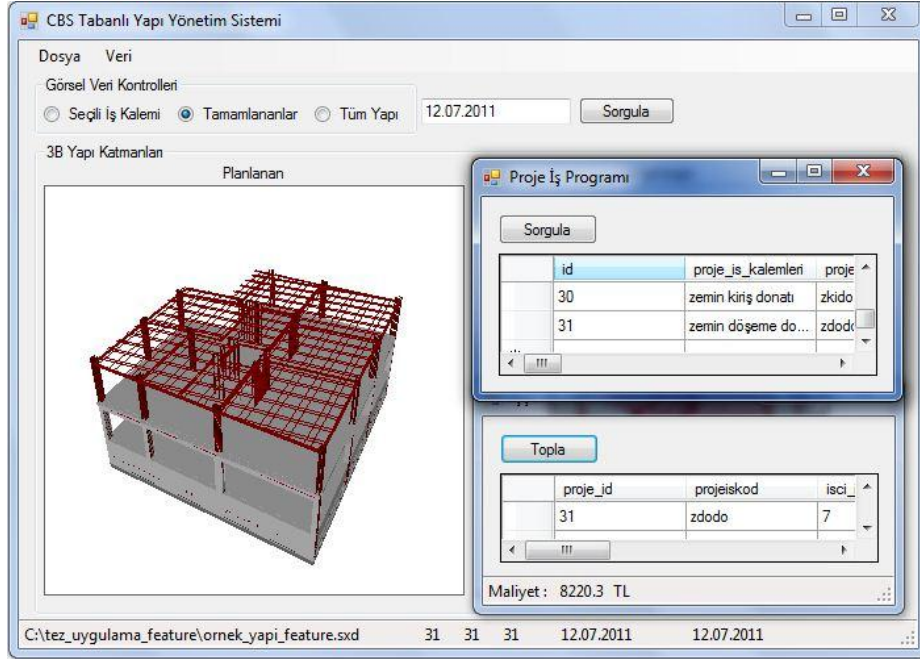 CBS Tabanlı Yapı Yönetim Sistemi
Dosya Veri
Görsel Veri Kontrolleri
Seçili İş Kalemi Tamamlananlar Tüm Yapı 12.07.2011 Sorgula
3B Yapı Katmanları
Planlanan
Proje İş Programı
Sorgula
id proje_is_kalemleri proje
30 zemin kiriş donatı zkido
31 zemin döşeme do... zdodo
Topla
proje_id projeiskod isci_
31 zdodo 7
Maliyet : 8220.3 TL
C:\tez_uygulama_feature\ornek_yapi_feature.sxd 31 31 31 12.07.2011 12.07.2011